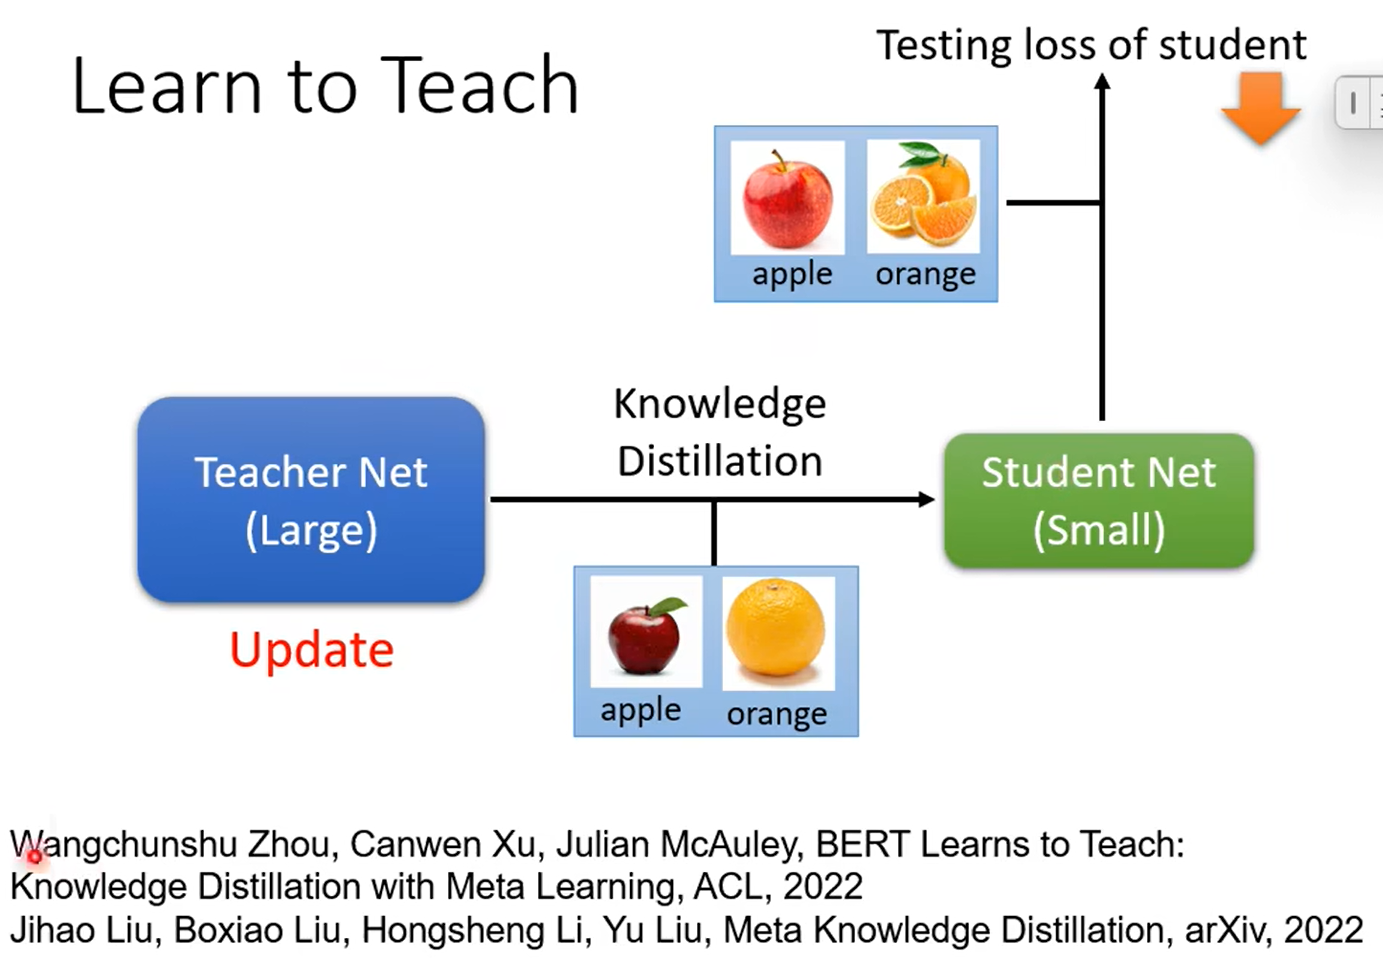 Learn to Teach
Testing loss of student
apple
orange
Knowledge
Distillation
Teacher Net
(Large)
Student Net
(Small)
Update
apple
orange
Wangchunshu Zhou, Canwen Xu, Julian McAuley, BERT Learns to Teach:
Knowledge Distillation with Meta Learning, ACL, 2022
Jihao Liu, Boxiao Liu, Hongsheng Li, Yu Liu, Meta Knowledge Distillation, arXiv, 2022